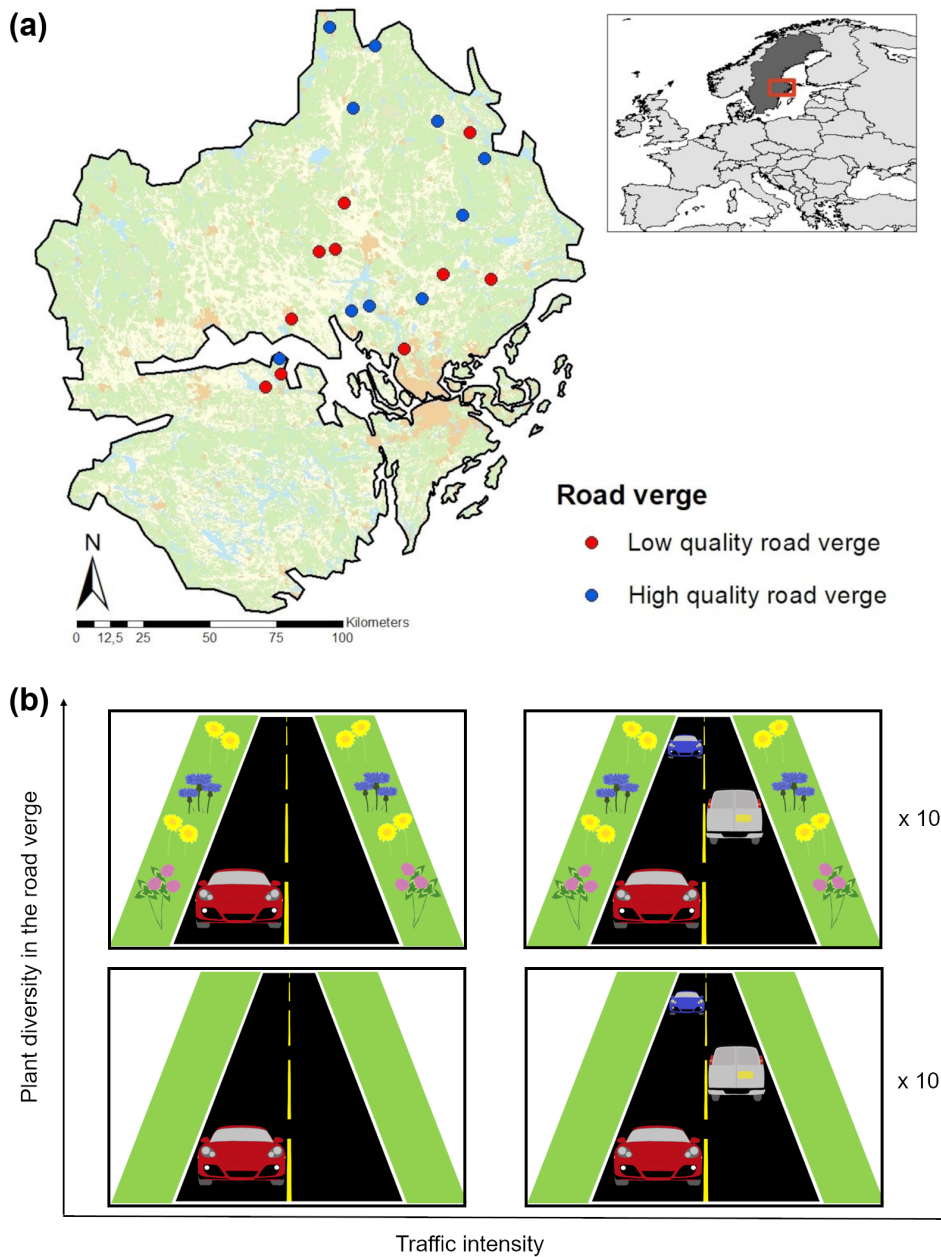 (a)
Road verge
Low quality road verge
High quality road verge
N
Kilometers
0 12,5 25 50 75 100
(b)
Plant diversity in the road verge
x 10
x 10
Traffic intensity